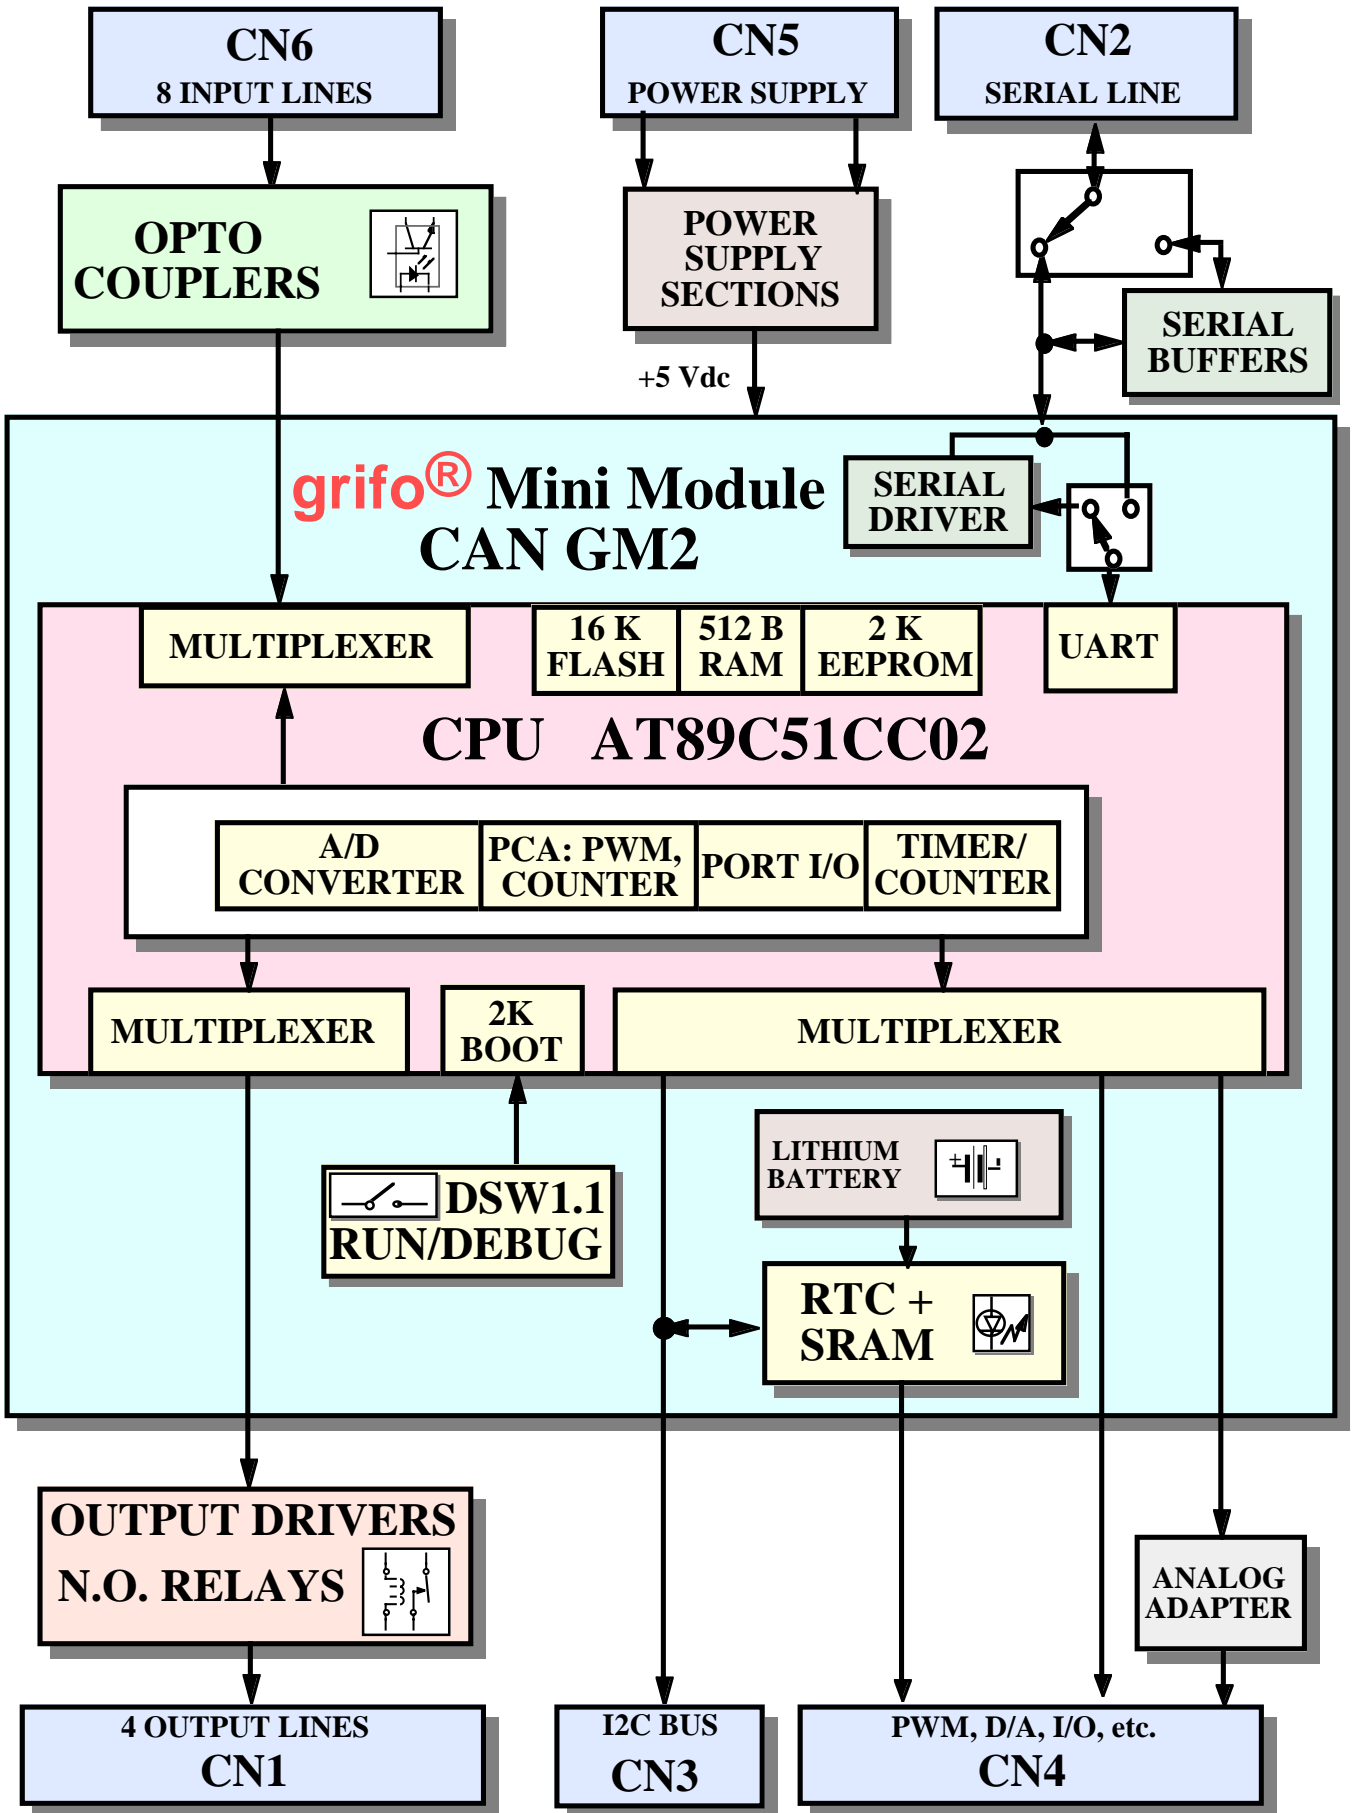 CN6
8 INPUT LINES
CN5
POWER SUPPLY
CN2
SERIAL LINE
OPTO
COUPLERS
POWER
SUPPLY
SECTIONS
SERIAL
BUFFERS
+5 Vdc
grifo® Mini Module
CAN GM2
SERIAL
DRIVER
MULTIPLEXER
16 K
FLASH
512 B
RAM
2 K
EEPROM
UART
CPU AT89C51CC02
A/D
CONVERTER
PCA: PWM,
COUNTER
PORT I/O
TIMER/
COUNTER
MULTIPLEXER
2K
BOOT
MULTIPLEXER
DSW1.1
RUN/DEBUG
LITHIUM
BATTERY
+
-
RTC +
SRAM
OUTPUT DRIVERS
N.O. RELAYS
ANALOG
ADAPTER
4 OUTPUT LINES
CN1
I2C BUS
CN3
PWM, D/A, I/O, etc.
CN4